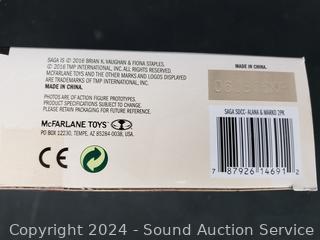 SAGA IS © 2016 BRIAN K. VAUGHAN & FIONA STAPLES.
© 2016 TMP INTERNATIONAL, INC. ALL RIGHTS RESERVED.
McFARLANE TOYS AND THE OTHER MARKS AND LOGOS DISPLAYED
ARE TRADEMARKS OF TMP INTERNATIONAL, INC.
MADE IN CHINA.
PHOTOS ARE OF ACTION FIGURE PROTOTYPES.
PRODUCT SPECIFICATIONS SUBJECT TO CHANGE.
PLEASE RETAIN THIS INFORMATION FOR FUTURE REFERENCE.
McFARLANE TOYS
PO BOX 12230, TEMPE, AZ 85284-0038, USA.
CE
MADE IN CHINA.
SAGA SDCC- ALANA & MARKO 2PK
7 87926 14691 2
Copyright 2024 - Sound Auction Service